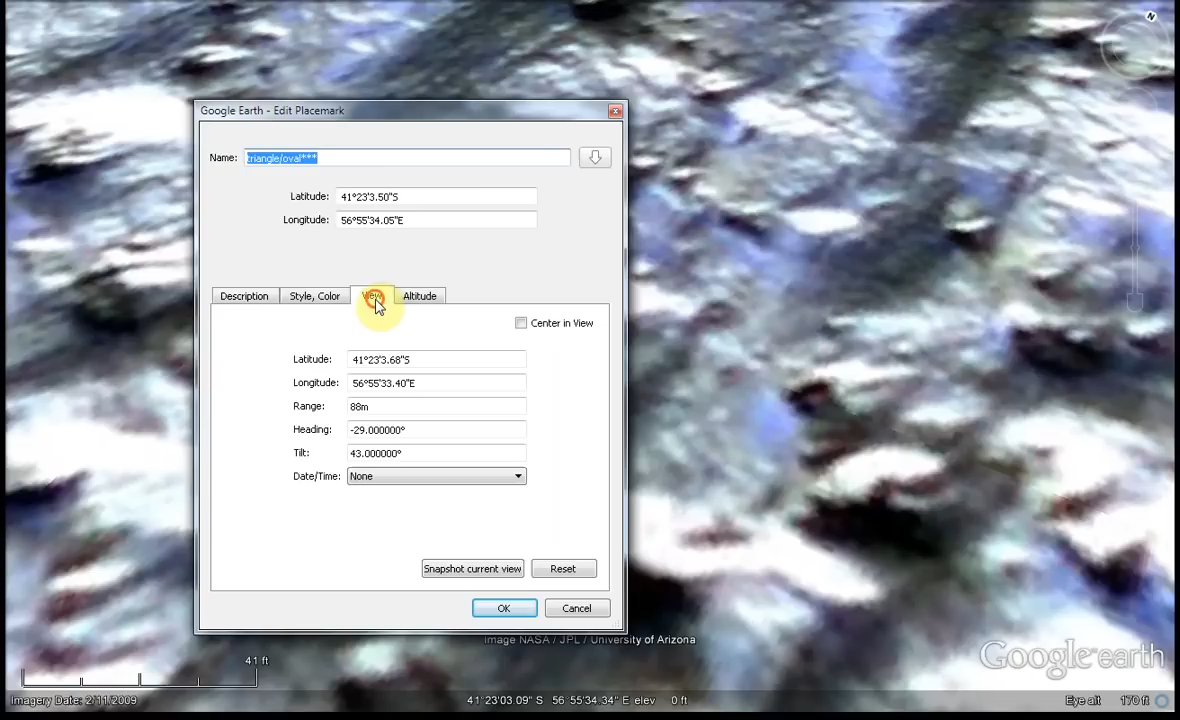 N
Google Earth - Edit Placemark
Name: triangle/oval***
Latitude: 41°23'3.50"S
Longitude: 56°55'34.05"E
Description Style, Color View Altitude
Center in View
Latitude: 41°23'3.68"S
Longitude: 56°55'33.40"E
Range: 88m
Heading: -29.000000°
Tilt: 43.000000°
Date/Time: None
Snapshot current view Reset
OK Cancel
Image NASA / JPL / University of Arizona
41 ft
Google earth
Imagery Date: 2/11/2009 41°23'03.09" S 56°55'34.34" E elev 0 ft Eye alt 170 ft